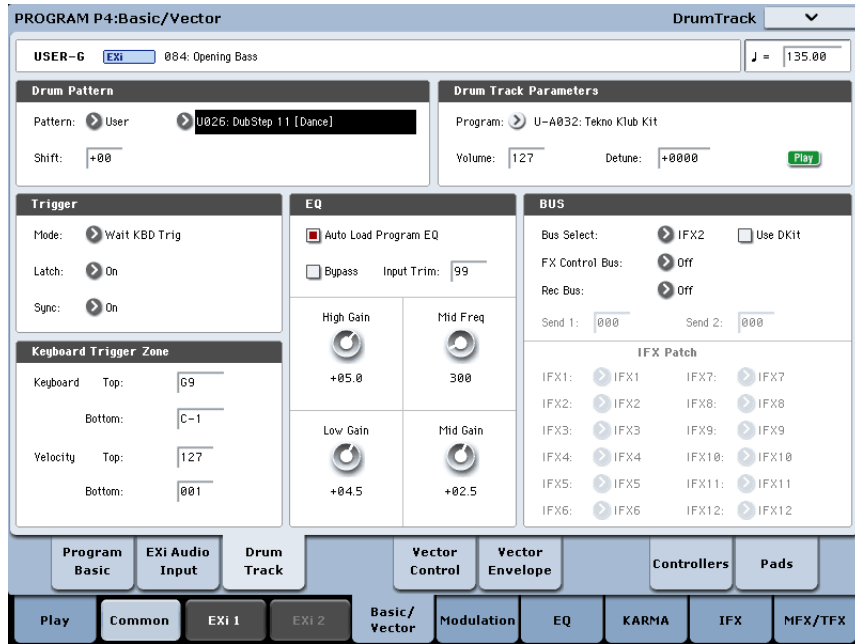 PROGRAM P4:Basic/Vector
DrumTrack
USER-G EXi 084: Opening Bass
♩ = 135.00
Drum Pattern
Pattern: User U026: DubStep 11 [Dance]
Shift: +00
Drum Track Parameters
Program: U-A032: Tekno Klub Kit
Volume: 127 Detune: +0000 Play
Trigger
Mode: Wait KBD Trig
Latch: On
Sync: On
Keyboard Trigger Zone
Keyboard Top: G9
Bottom: C-1
Velocity Top: 127
Bottom: 001
EQ
Auto Load Program EQ
Bypass Input Trim: 99
High Gain Mid Freq
+05.0 300
Low Gain Mid Gain
+04.5 +02.5
BUS
Bus Select: IFX2 Use DKit
FX Control Bus: Off
Rec Bus: Off
Send 1: 000 Send 2: 000
IFX Patch
IFX1: IFX1 IFX7: IFX7
IFX2: IFX2 IFX8: IFX8
IFX3: IFX3 IFX9: IFX9
IFX4: IFX4 IFX10: IFX10
IFX5: IFX5 IFX11: IFX11
IFX6: IFX6 IFX12: IFX12
Program Basic
EXi Audio Input
Drum Track
Vector Control
Vector Envelope
Controllers
Pads
Play
Common
EXi 1
EXi 2
Basic/ Vector
Modulation
EQ
KARMA
IFX
MFX/TFX